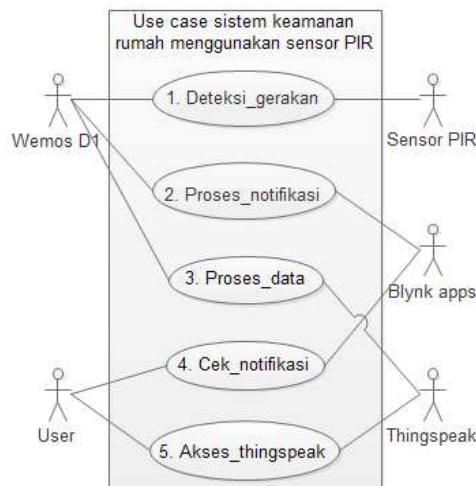 Use case sistem keamanan
rumah menggunakan sensor PIR
1. Deteksi_gerakan
Wemos D1
Sensor PIR
2. Proses_notifikasi
3. Proses_data
Blynk apps
4. Cek_notifikasi
User
Thingspeak
5. Akses_thingspeak